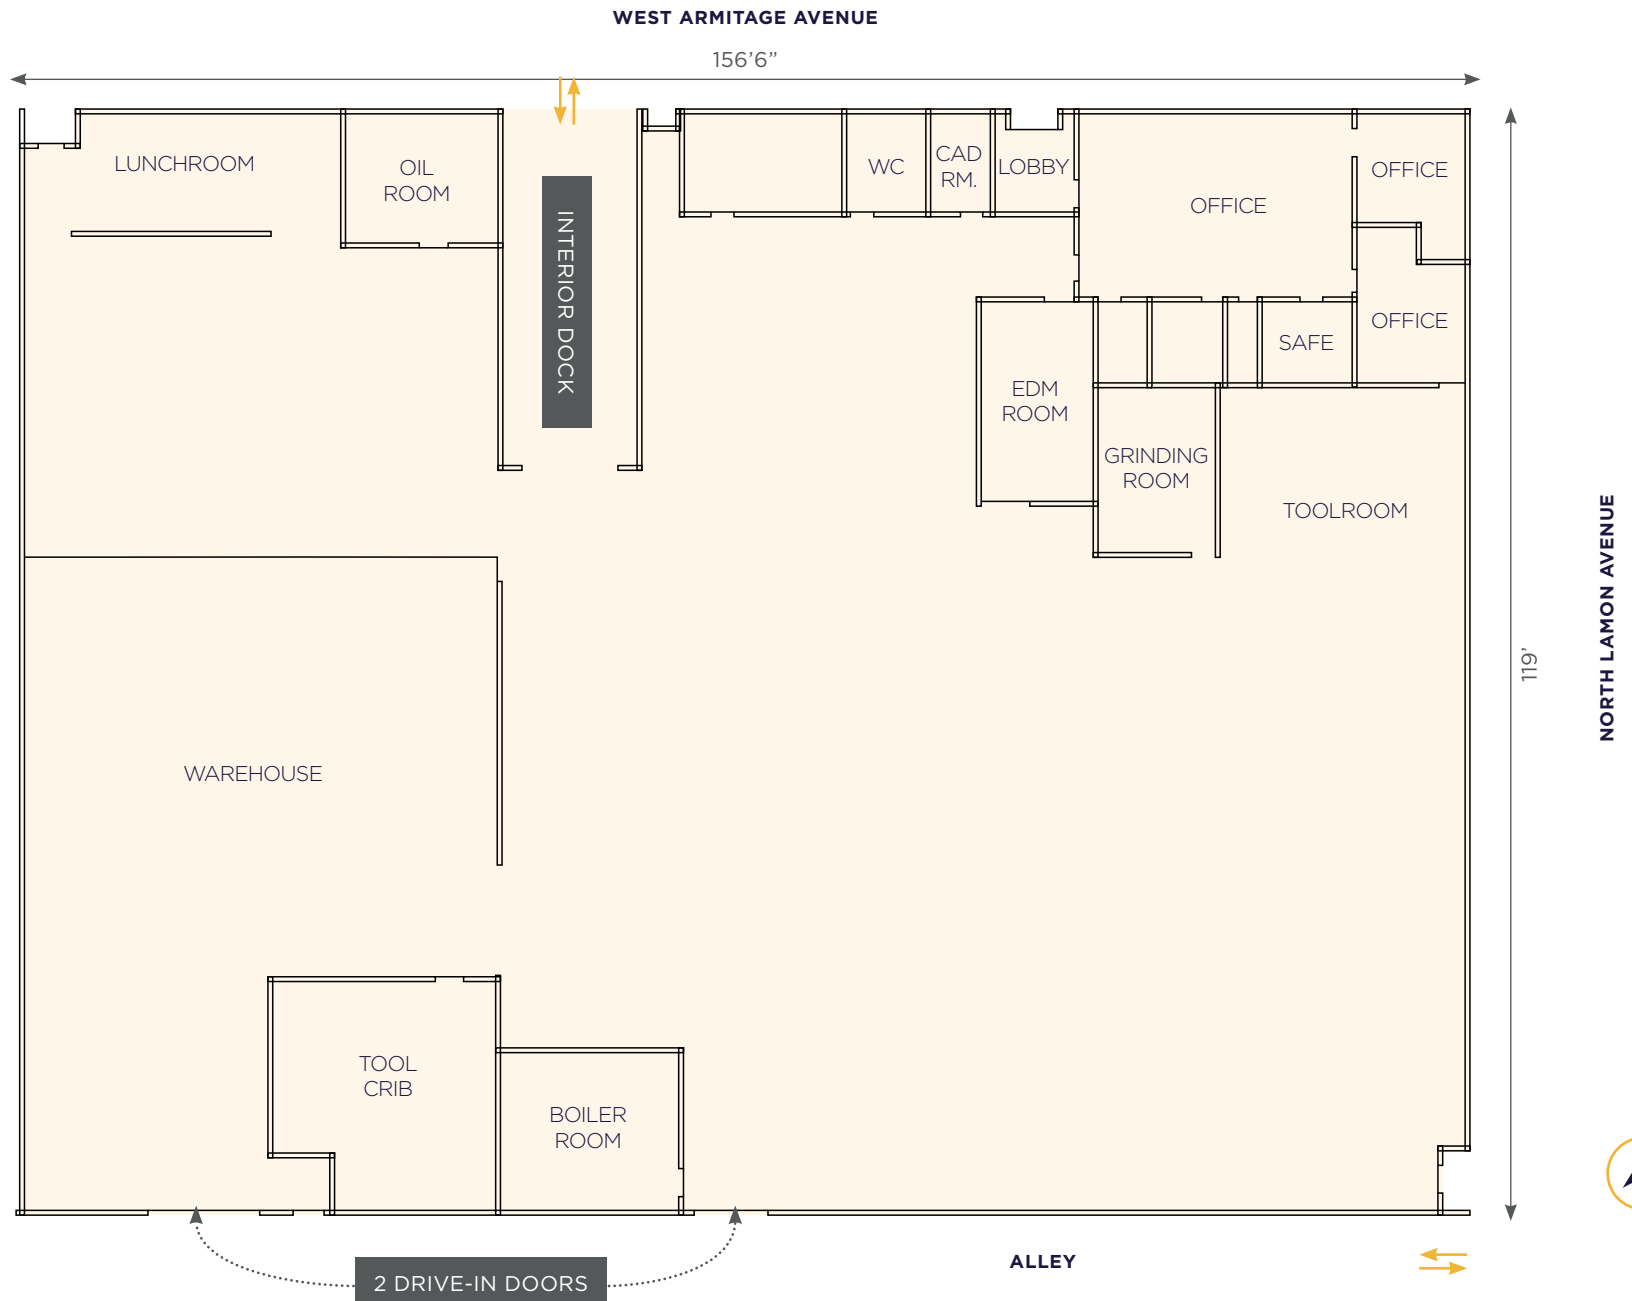 WEST ARMITAGE AVENUE
156’6”
LUNCHROOM
OIL
ROOM
INTERIOR DOCK
WC
CAD
RM.
LOBBY
OFFICE
OFFICE
OFFICE
SAFE
EDM
ROOM
GRINDING
ROOM
TOOLROOM
NORTH LAMON AVENUE
119’
WAREHOUSE
TOOL
CRIB
BOILER
ROOM
2 DRIVE-IN DOORS
ALLEY